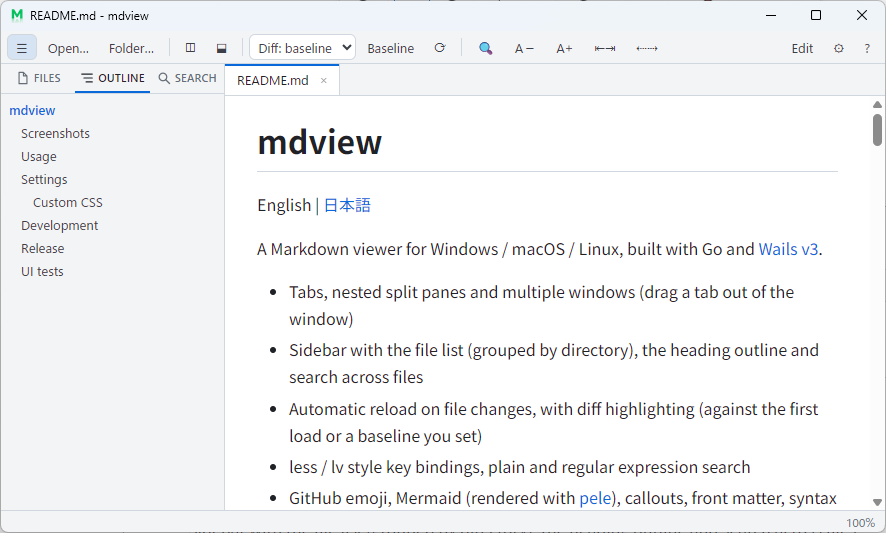 README.md - mdview
Open... Folder... Diff: baseline Baseline A− A+ Edit ?
FILES OUTLINE SEARCH
README.md ×
mdview
Screenshots
Usage
Settings
Custom CSS
Development
Release
UI tests
mdview
English | 日本語
A Markdown viewer for Windows / macOS / Linux, built with Go and Wails v3.
• Tabs, nested split panes and multiple windows (drag a tab out of the
window)
• Sidebar with the file list (grouped by directory), the heading outline and
search across files
• Automatic reload on file changes, with diff highlighting (against the first
load or a baseline you set)
• less / lv style key bindings, plain and regular expression search
• GitHub emoji, Mermaid (rendered with pele), callouts, front matter, syntax
100%